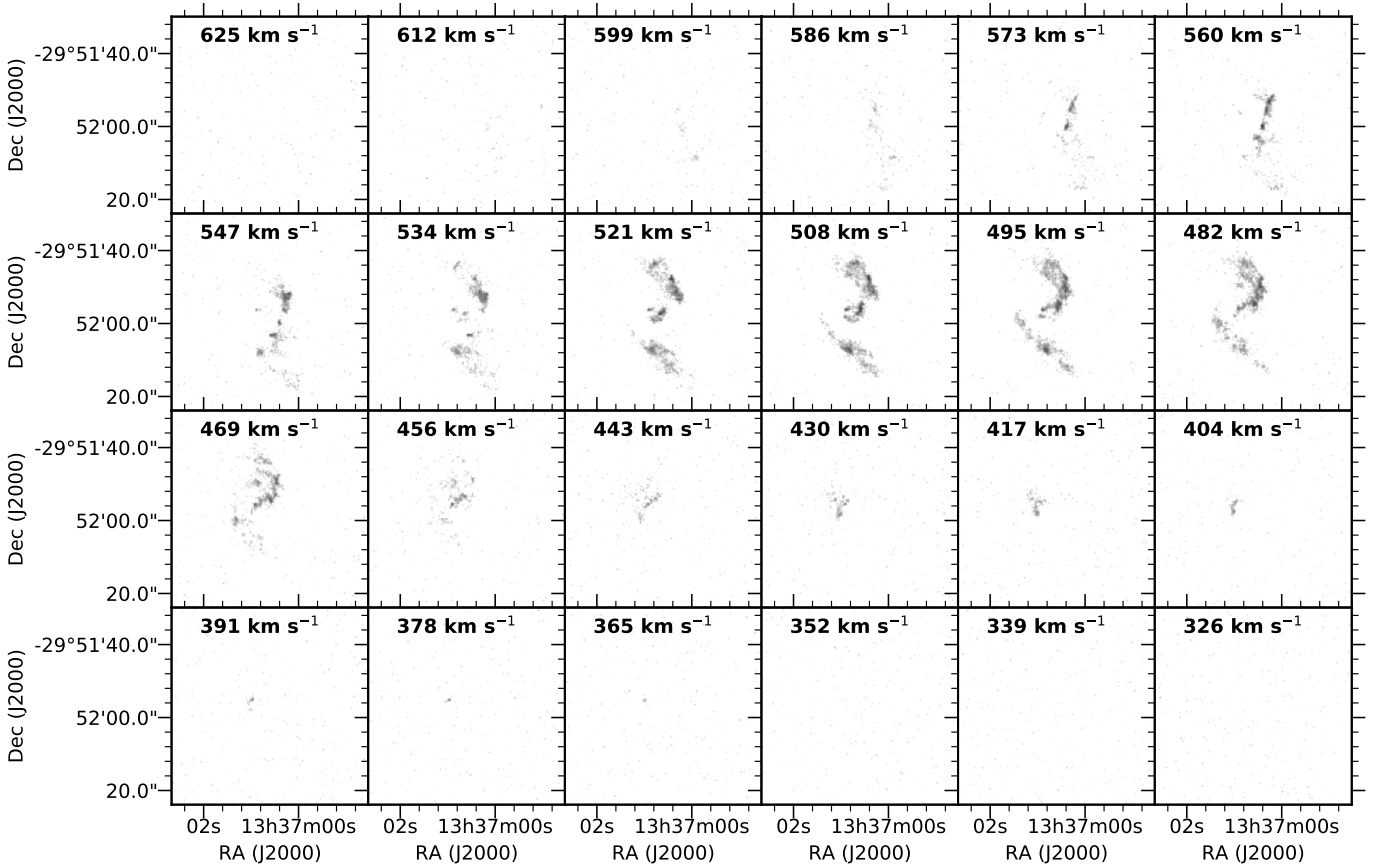 625 km s⁻¹ 612 km s⁻¹ 599 km s⁻¹ 586 km s⁻¹ 573 km s⁻¹ 560 km s⁻¹
-29°51'40.0"
52'00.0"
20.0"
Dec (J2000)
547 km s⁻¹ 534 km s⁻¹ 521 km s⁻¹ 508 km s⁻¹ 495 km s⁻¹ 482 km s⁻¹
-29°51'40.0"
52'00.0"
20.0"
Dec (J2000)
469 km s⁻¹ 456 km s⁻¹ 443 km s⁻¹ 430 km s⁻¹ 417 km s⁻¹ 404 km s⁻¹
-29°51'40.0"
52'00.0"
20.0"
Dec (J2000)
391 km s⁻¹ 378 km s⁻¹ 365 km s⁻¹ 352 km s⁻¹ 339 km s⁻¹ 326 km s⁻¹
-29°51'40.0"
52'00.0"
20.0"
Dec (J2000)
02s 13h37m00s 02s 13h37m00s 02s 13h37m00s 02s 13h37m00s 02s 13h37m00s 02s 13h37m00s
RA (J2000) RA (J2000) RA (J2000) RA (J2000) RA (J2000) RA (J2000)